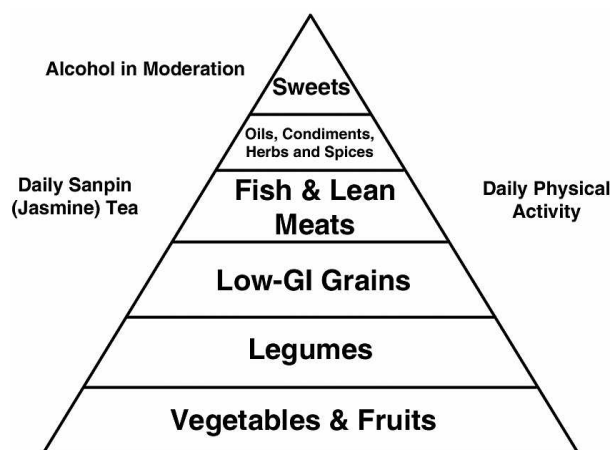 Alcohol in Moderation
Sweets
Oils, Condiments,
Herbs and Spices
Daily Sanpin
(Jasmine) Tea
Fish & Lean
Meats
Daily Physical
Activity
Low-GI Grains
Legumes
Vegetables & Fruits